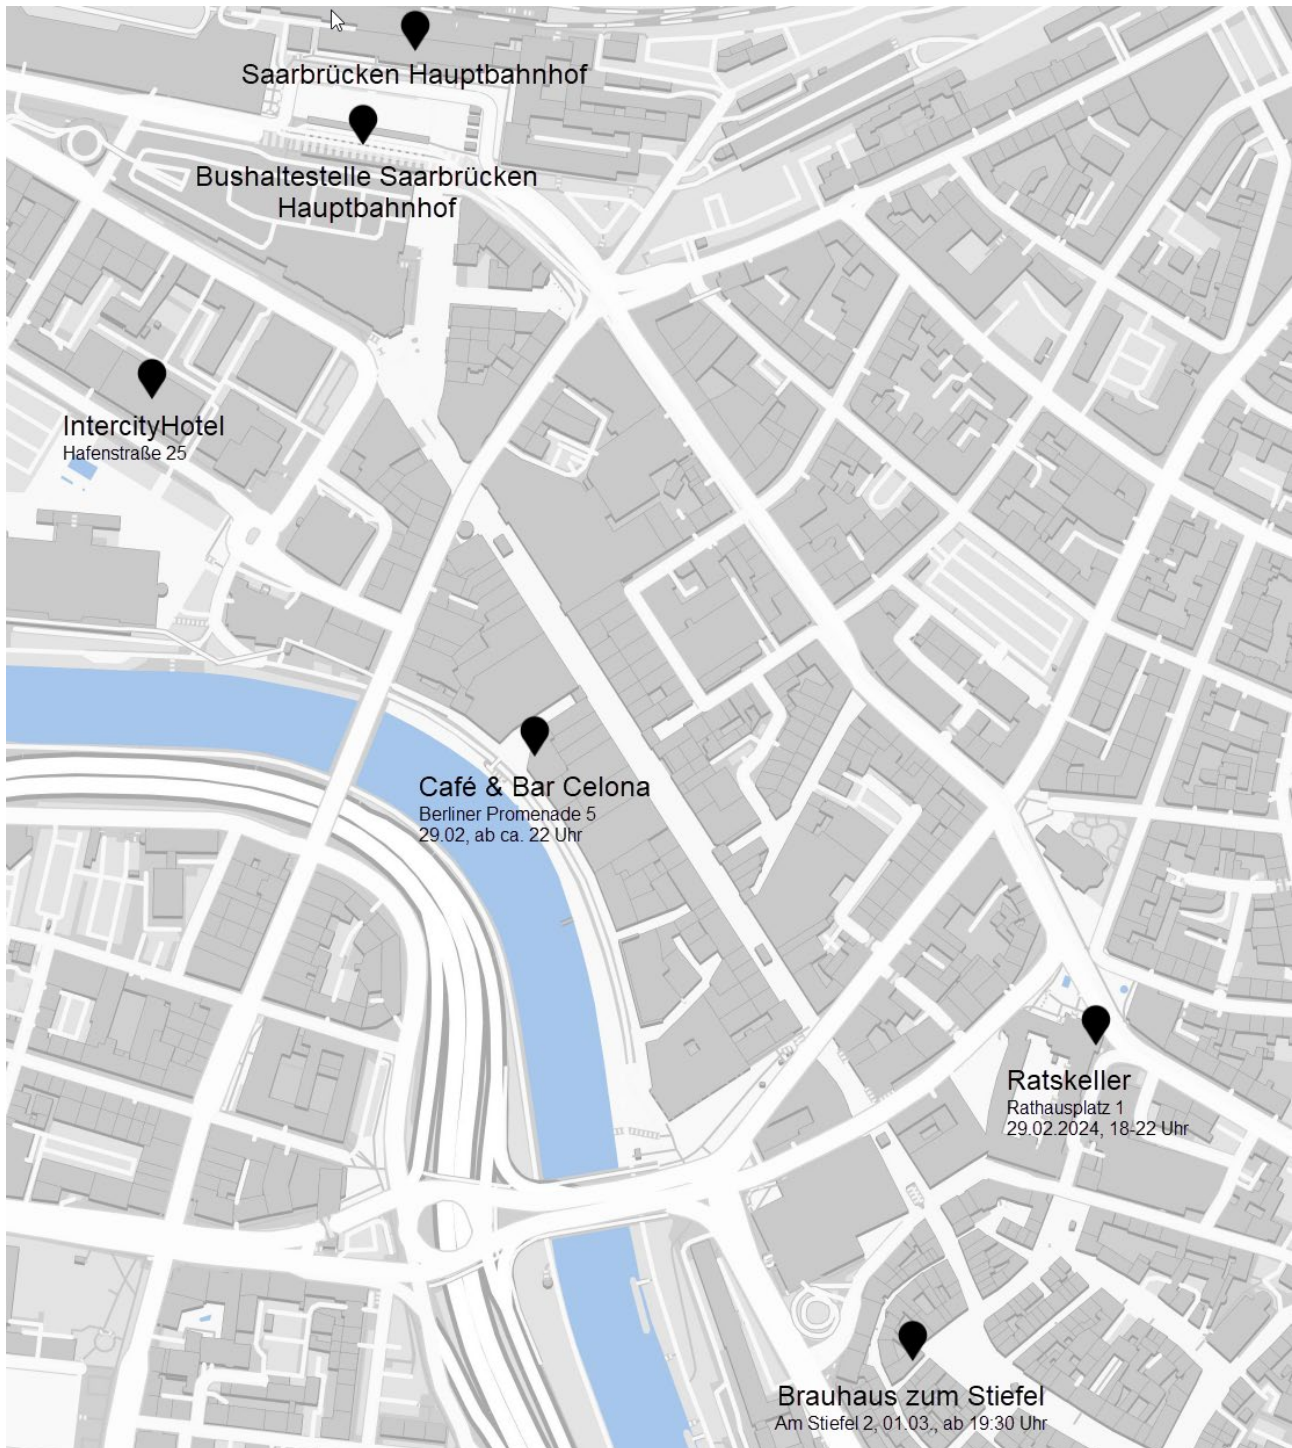 Saarbrücken Hauptbahnhof
Bushaltestelle Saarbrücken
Hauptbahnhof
IntercityHotel
Hafenstraße 25
Café & Bar Celona
Berliner Promenade 5
29.02, ab ca. 22 Uhr
Ratskeller
Rathausplatz 1
29.02.2024, 18-22 Uhr
Brauhaus zum Stiefel
Am Stiefel 2, 01.03., ab 19:30 Uhr